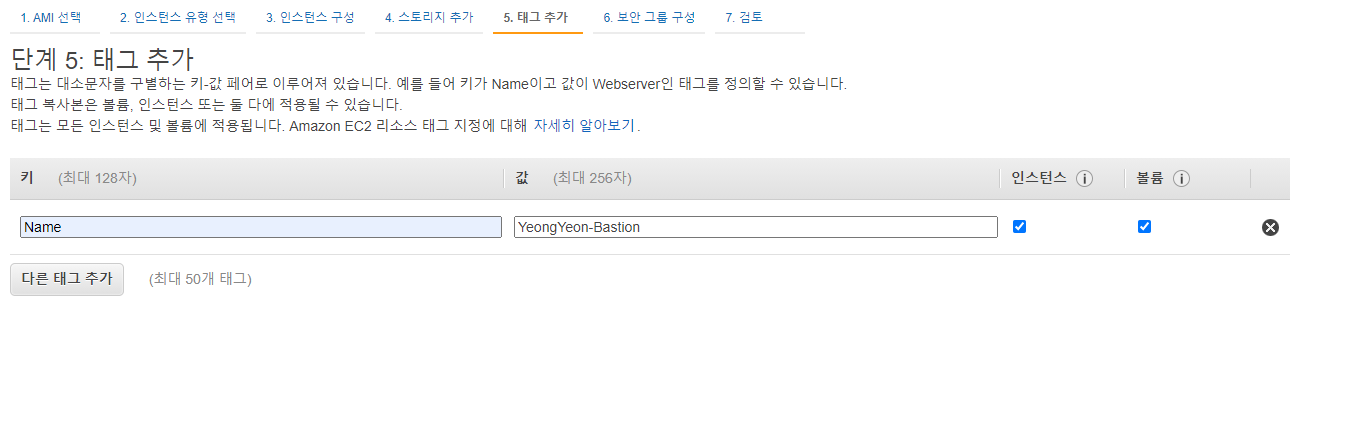 1. AMI 선택 2. 인스턴스 유형 선택 3. 인스턴스 구성 4. 스토리지 추가 5. 태그 추가 6. 보안 그룹 구성 7. 검토
단계 5: 태그 추가
태그는 대소문자를 구별하는 키-값 페어로 이루어져 있습니다. 예를 들어 키가 Name이고 값이 Webserver인 태그를 정의할 수 있습니다.
태그 복사본은 볼륨, 인스턴스 또는 둘 다에 적용될 수 있습니다.
태그는 모든 인스턴스 및 볼륨에 적용됩니다. Amazon EC2 리소스 태그 지정에 대해 자세히 알아보기.
키 (최대 128자) 값 (최대 256자) 인스턴스 i 볼륨 i
Name YeongYeon-Bastion
다른 태그 추가 (최대 50개 태그)